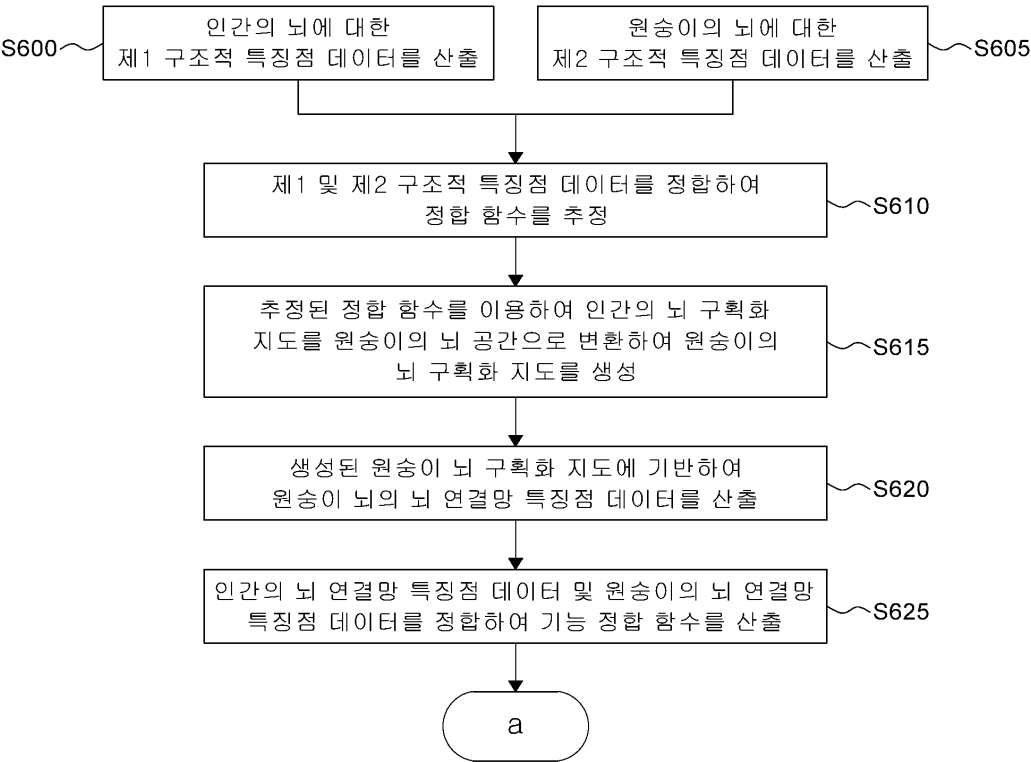 인간의 뇌에 대한
제1 구조적 특징점 데이터를 산출
S600
원숭이의 뇌에 대한
제2 구조적 특징점 데이터를 산출
S605
제1 및 제2 구조적 특징점 데이터를 정합하여
정합 함수를 추정
S610
추정된 정합 함수를 이용하여 인간의 뇌 구획화
지도를 원숭이의 뇌 공간으로 변환하여 원숭이의
뇌 구획화 지도를 생성
S615
생성된 원숭이 뇌 구획화 지도에 기반하여
원숭이 뇌의 뇌 연결망 특징점 데이터를 산출
S620
인간의 뇌 연결망 특징점 데이터 및 원숭이의 뇌 연결망
특징점 데이터를 정합하여 기능 정합 함수를 산출
S625
a